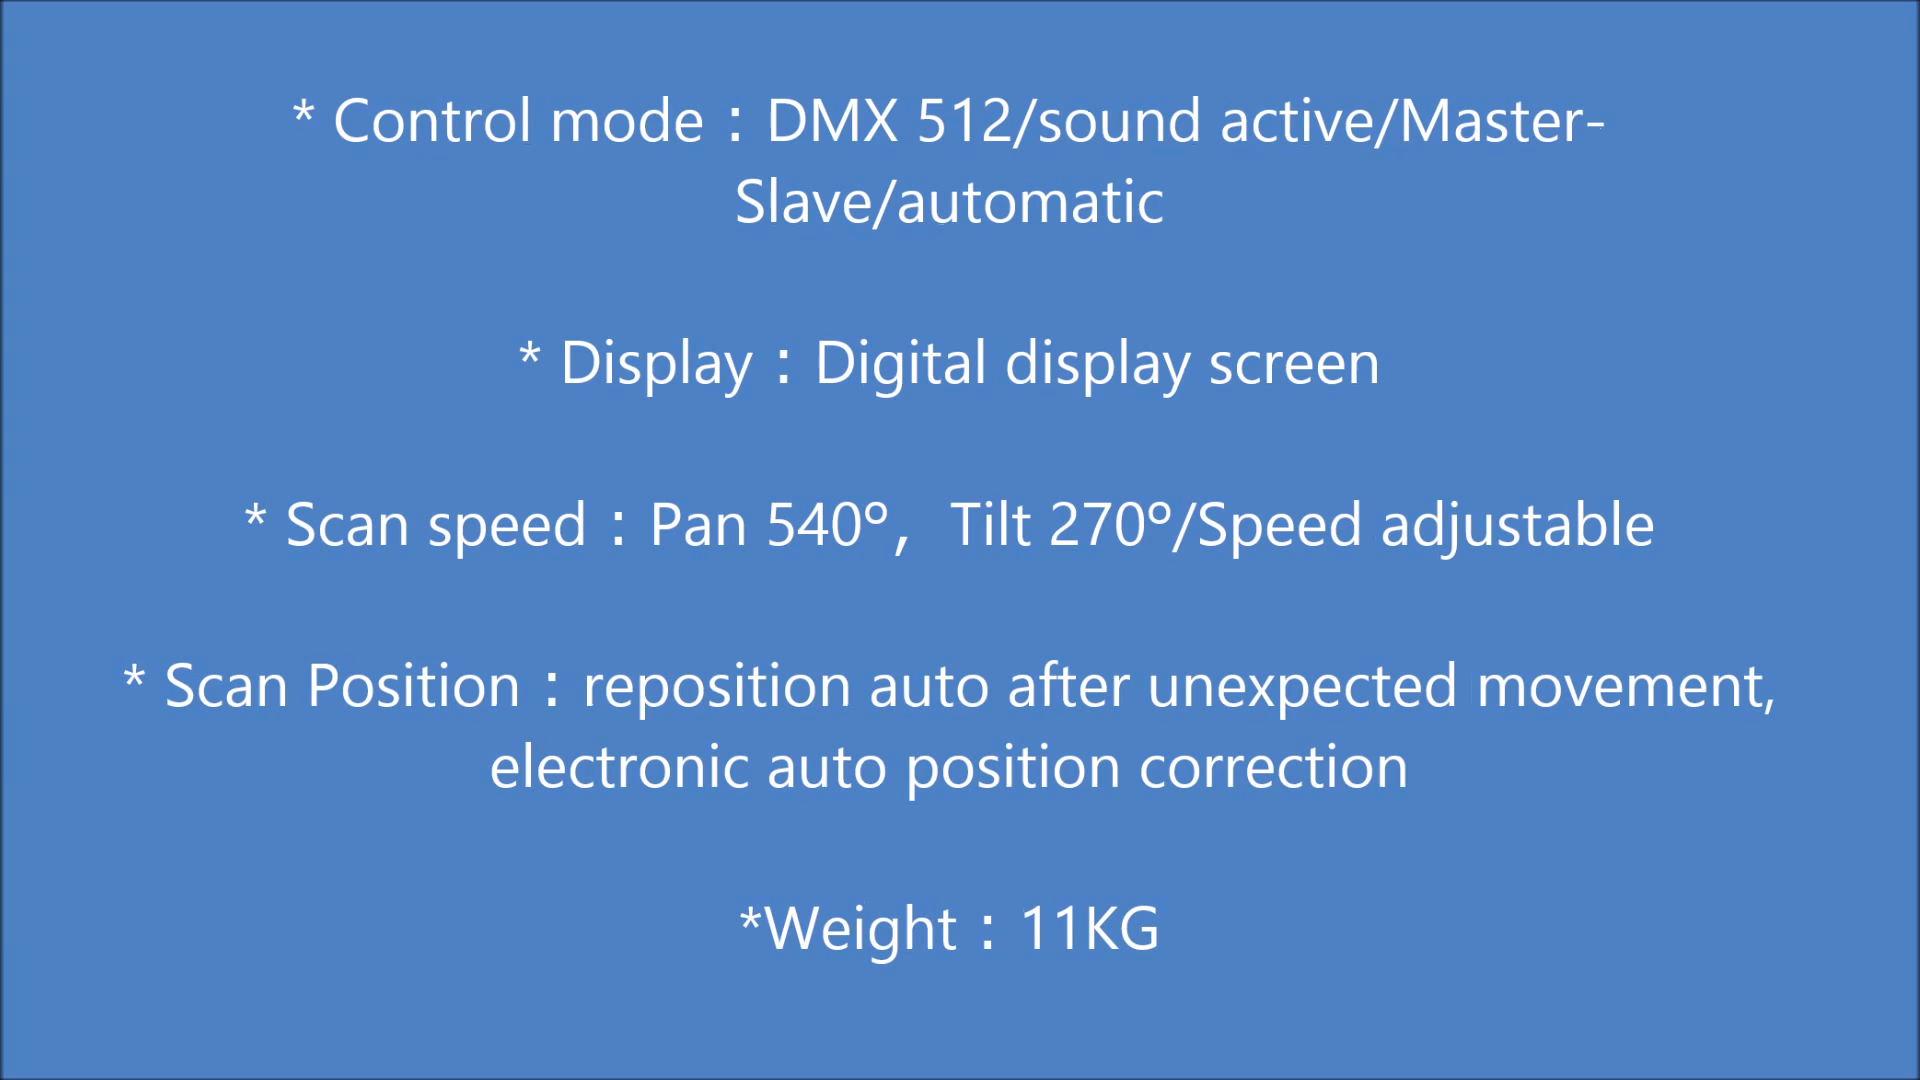 * Control mode：DMX 512/sound active/Master-
Slave/automatic
* Display：Digital display screen
* Scan speed：Pan 540°，Tilt 270°/Speed adjustable
* Scan Position：reposition auto after unexpected movement,
electronic auto position correction
*Weight：11KG